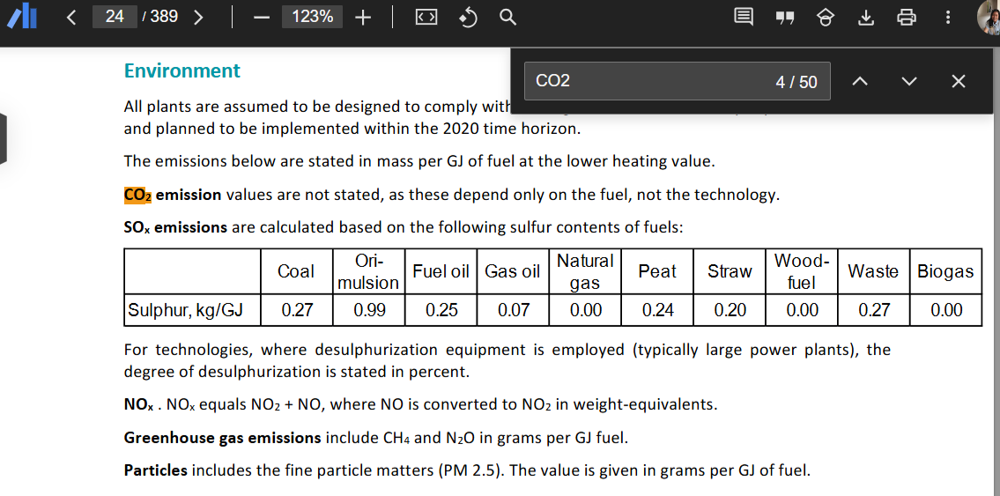 24 / 389
123%
CO2 4 / 50
Environment
All plants are assumed to be designed to comply with
and planned to be implemented within the 2020 time horizon.
The emissions below are stated in mass per GJ of fuel at the lower heating value.
CO₂ emission values are not stated, as these depend only on the fuel, not the technology.
SOₓ emissions are calculated based on the following sulfur contents of fuels:
Coal Ori-mulsion Fuel oil Gas oil Natural gas Peat Straw Wood-fuel Waste Biogas
Sulphur, kg/GJ 0.27 0.99 0.25 0.07 0.00 0.24 0.20 0.00 0.27 0.00
For technologies, where desulphurization equipment is employed (typically large power plants), the
degree of desulphurization is stated in percent.
NOₓ . NOₓ equals NO₂ + NO, where NO is converted to NO₂ in weight-equivalents.
Greenhouse gas emissions include CH₄ and N₂O in grams per GJ fuel.
Particles includes the fine particle matters (PM 2.5). The value is given in grams per GJ of fuel.